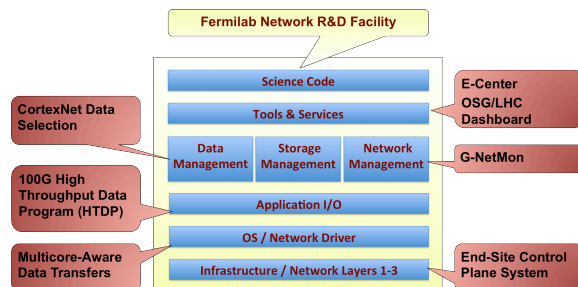 Fermilab Network R&D Facility
Science Code
Tools & Services
Data
Management
Storage
Management
Network
Management
Application I/O
OS / Network Driver
Infrastructure / Network Layers 1-3
CortexNet Data
Selection
100G High
Throughput Data
Program (HTDP)
Multicore-Aware
Data Transfers
E-Center
OSG/LHC
Dashboard
G-NetMon
End-Site Control
Plane System